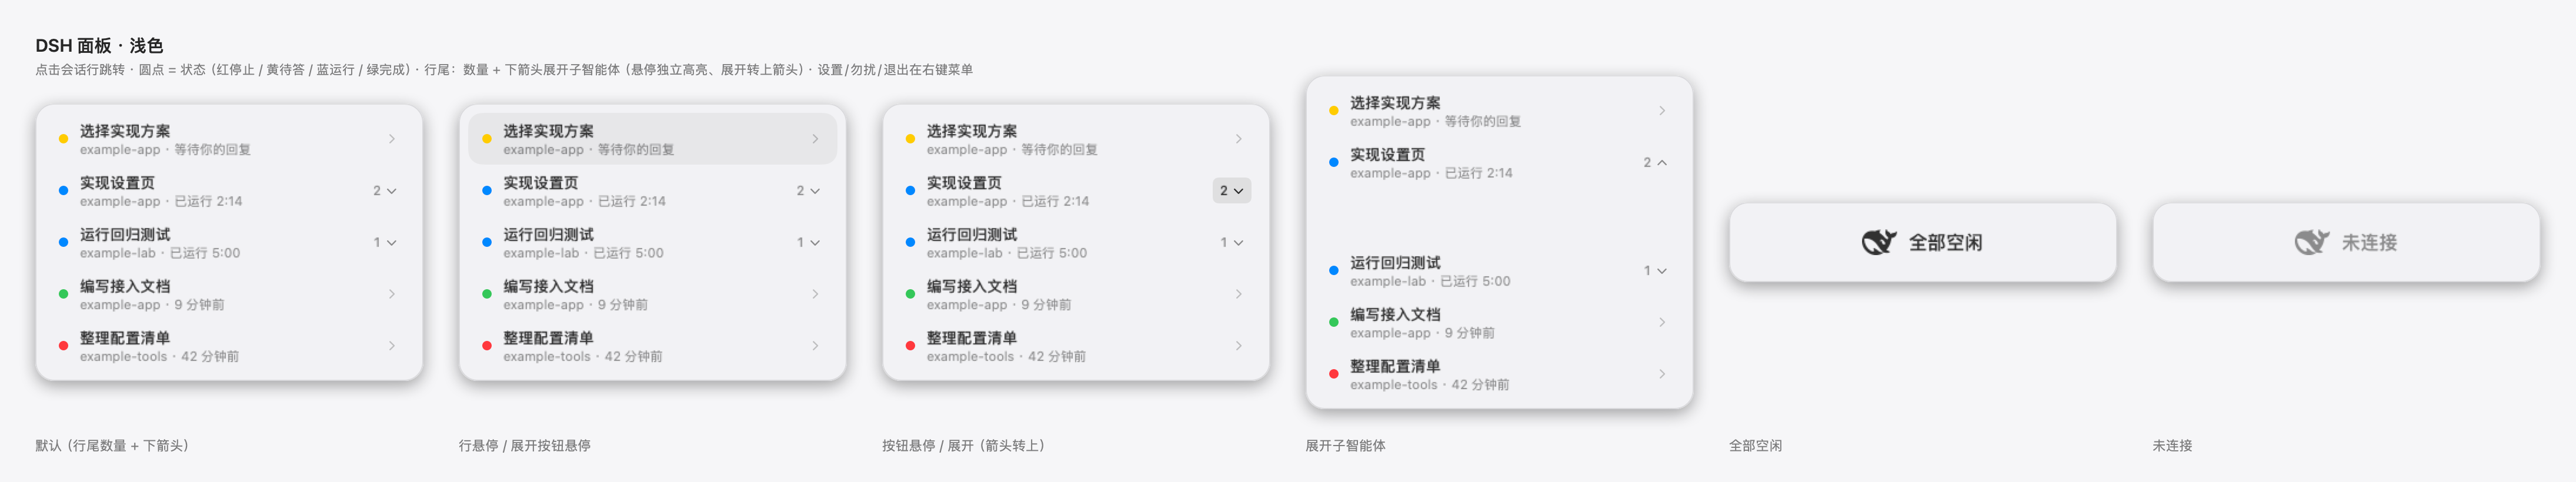 DSH 面板 · 浅色
点击会话行跳转 · 圆点 = 状态 (红停止 / 黄待答 / 蓝运行 / 绿完成) · 行尾：数量 + 下箭头展开子智能体 (悬停独立高亮、展开转上箭头) · 设置/勿扰/退出在右键菜单
选择实现方案
example-app · 等待你的回复
实现设置页
example-app · 已运行 2:14
2
运行回归测试
example-lab · 已运行 5:00
1
编写接入文档
example-app · 9 分钟前
整理配置清单
example-tools · 42 分钟前
默认 (行尾数量 + 下箭头)
选择实现方案
example-app · 等待你的回复
实现设置页
example-app · 已运行 2:14
2
运行回归测试
example-lab · 已运行 5:00
1
编写接入文档
example-app · 9 分钟前
整理配置清单
example-tools · 42 分钟前
行悬停 / 展开按钮悬停
选择实现方案
example-app · 等待你的回复
实现设置页
example-app · 已运行 2:14
2
运行回归测试
example-lab · 已运行 5:00
1
编写接入文档
example-app · 9 分钟前
整理配置清单
example-tools · 42 分钟前
按钮悬停 / 展开 (箭头转上)
选择实现方案
example-app · 等待你的回复
实现设置页
example-app · 已运行 2:14
2
运行回归测试
example-lab · 已运行 5:00
1
编写接入文档
example-app · 9 分钟前
整理配置清单
example-tools · 42 分钟前
展开子智能体
全部空闲
全部空闲
未连接
未连接